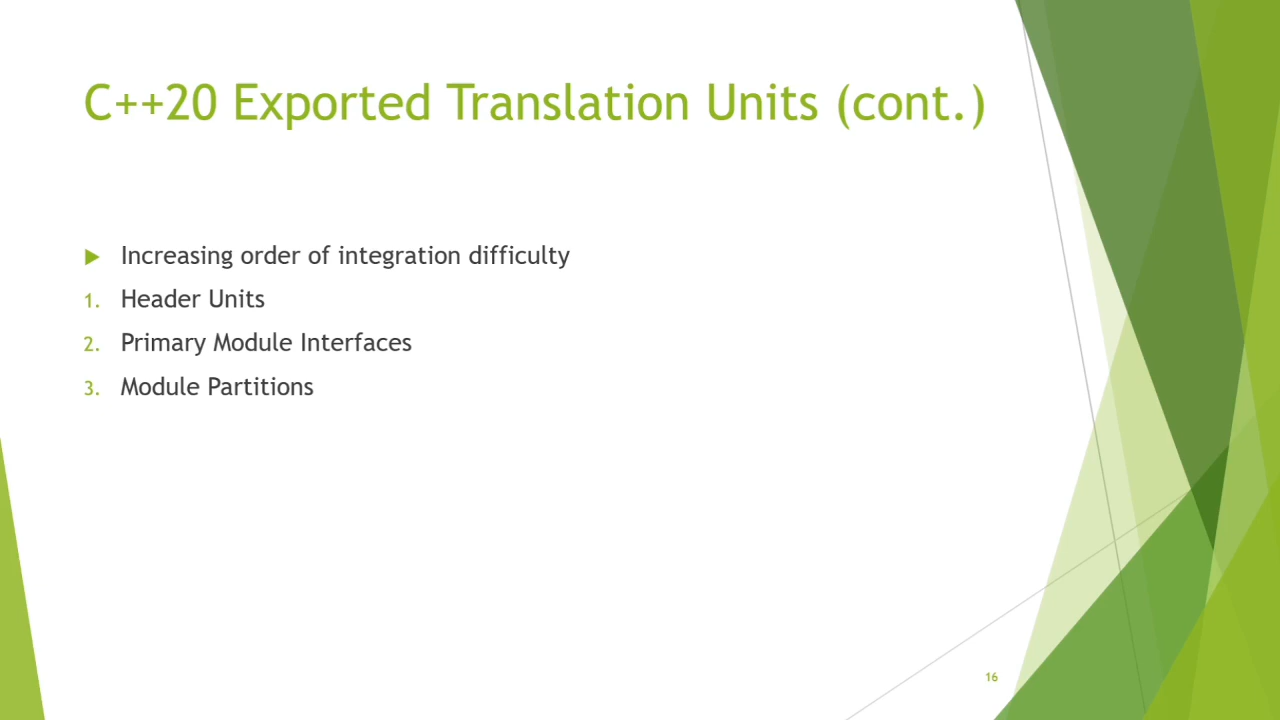 C++20 Exported Translation Units (cont.)
Increasing order of integration difficulty
1. Header Units
2. Primary Module Interfaces
3. Module Partitions
16